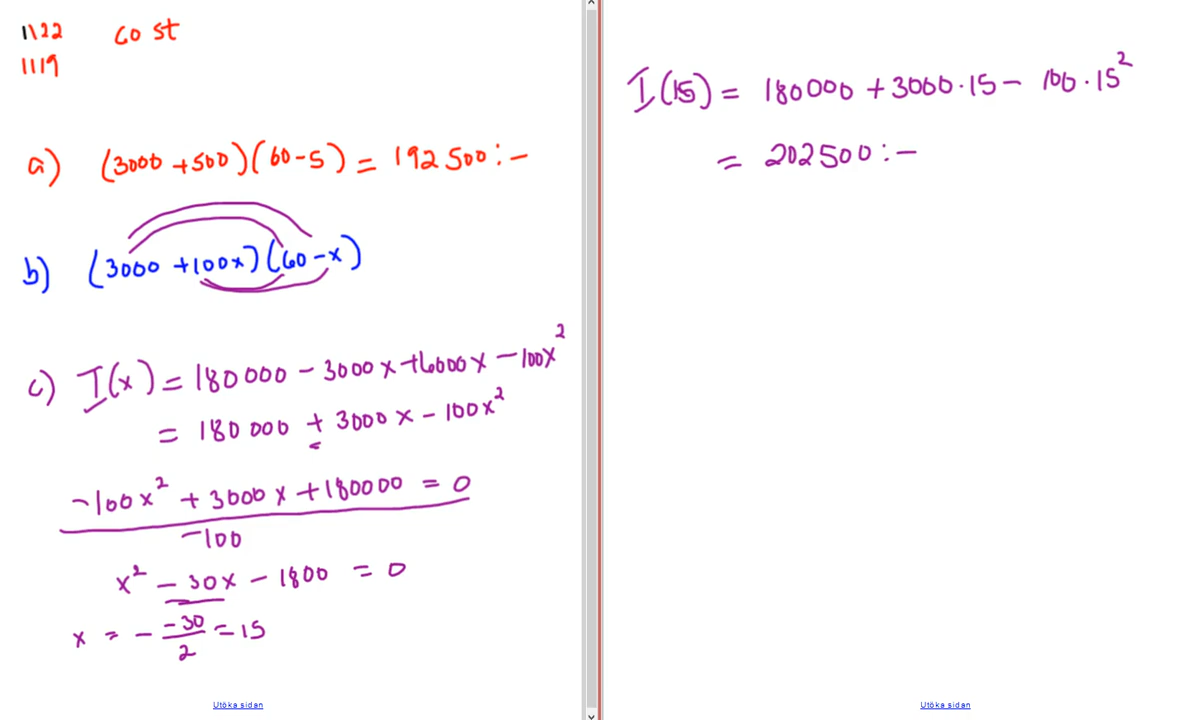 1122 60 st
1119
a) (3000 + 500)(60 - 5) = 192 500:-
b) (3000 + 100x)(60 - x)
c) I(x) = 180 000 - 3000x + 6000x - 100x²
= 180 000 + 3000x - 100x²
-100x² + 3000x + 180000 = 0
-100
x² - 30x - 1800 = 0
x = - -30/2 = 15
Utöka sidan
I(15) = 180000 + 3000·15 - 100·15²
= 202500:-
Utöka sidan